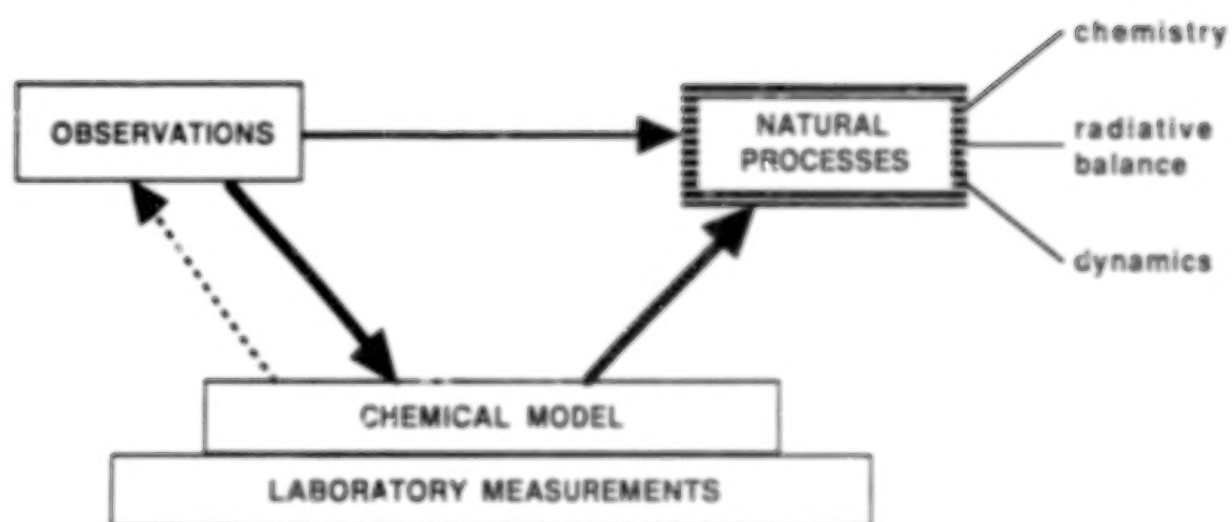 OBSERVATIONS
NATURAL
PROCESSES
chemistry
radiative
balance
dynamics
CHEMICAL MODEL
LABORATORY MEASUREMENTS